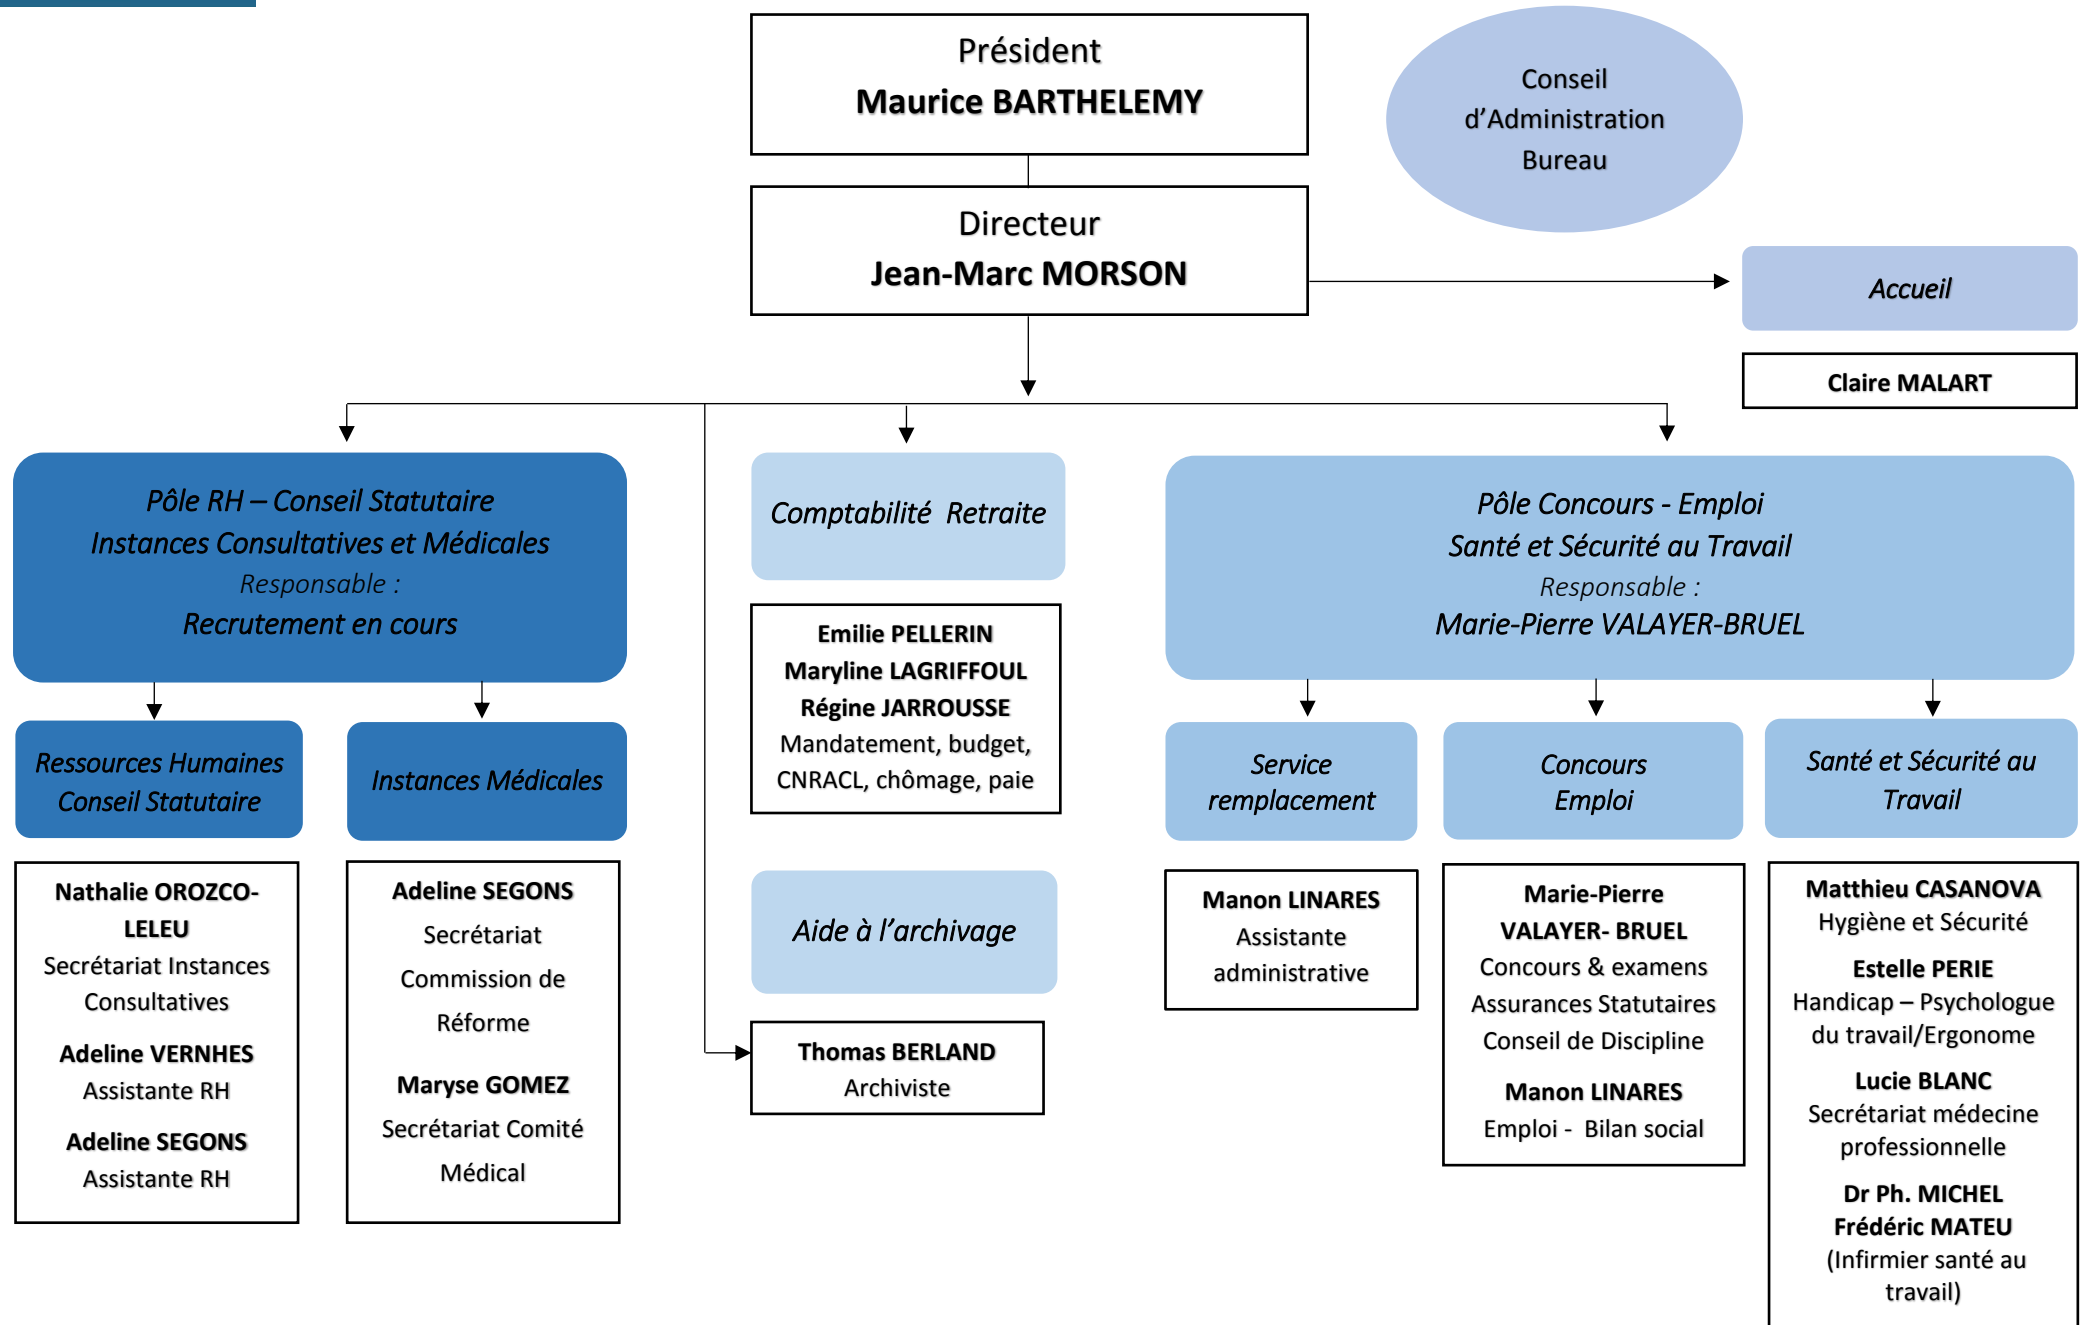 Président
Maurice BARTHELEMY
Conseil
d’Administration
Bureau
Directeur
Jean-Marc MORSON
Accueil
Claire MALART
Pôle RH – Conseil Statutaire
Instances Consultatives et Médicales
Responsable :
Recrutement en cours
Comptabilité  Retraite
Pôle Concours - Emploi
Santé et Sécurité au Travail
Responsable :
Marie-Pierre VALAYER-BRUEL
Emilie PELLERIN
Maryline LAGRIFFOUL
Régine JARROUSSE
Mandatement, budget,
CNRACL, chômage, paie
Ressources Humaines
Conseil Statutaire
Instances Médicales
Service
remplacement
Concours
Emploi
Santé et Sécurité au
Travail
Nathalie OROZCO-
LELEU
Secrétariat Instances
Consultatives
Adeline VERNHES
Assistante RH
Adeline SEGONS
Assistante RH
Adeline SEGONS
Secrétariat
Commission de
Réforme
Maryse GOMEZ
Secrétariat Comité
Médical
Aide à l’archivage
Thomas BERLAND
Archiviste
Manon LINARES
Assistante
administrative
Marie-Pierre
VALAYER- BRUEL
Concours & examens
Assurances Statutaires
Conseil de Discipline
Manon LINARES
Emploi -  Bilan social
Matthieu CASANOVA
Hygiène et Sécurité
Estelle PERIE
Handicap – Psychologue
du travail/Ergonome
Lucie BLANC
Secrétariat médecine
professionnelle
Dr Ph. MICHEL
Frédéric MATEU
(Infirmier santé au
travail)